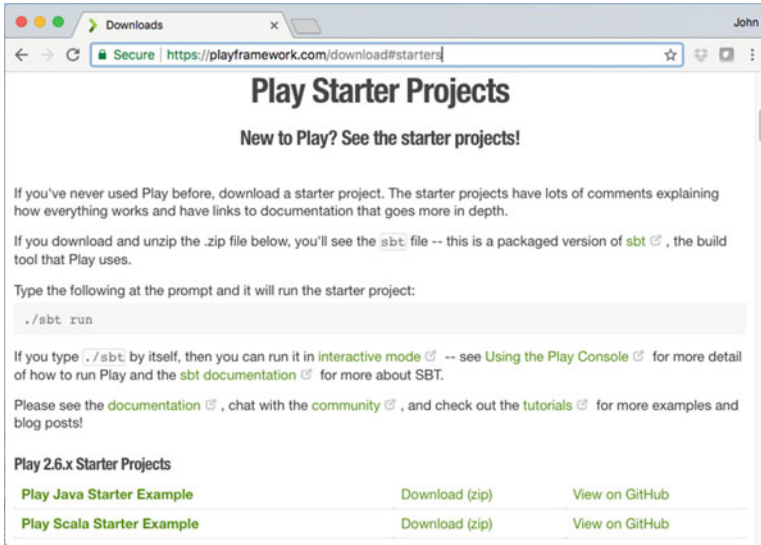 Downloads
John
Secure | https://playframework.com/download#starters
Play Starter Projects
New to Play? See the starter projects!
If you've never used Play before, download a starter project. The starter projects have lots of comments explaining
how everything works and have links to documentation that goes more in depth.
If you download and unzip the .zip file below, you'll see the sbt file -- this is a packaged version of sbt , the build
tool that Play uses.
Type the following at the prompt and it will run the starter project:
./sbt run
If you type ./sbt by itself, then you can run it in interactive mode -- see Using the Play Console for more detail
of how to run Play and the sbt documentation for more about SBT.
Please see the documentation , chat with the community , and check out the tutorials for more examples and
blog posts!
Play 2.6.x Starter Projects
Play Java Starter Example Download (zip) View on GitHub
Play Scala Starter Example Download (zip) View on GitHub